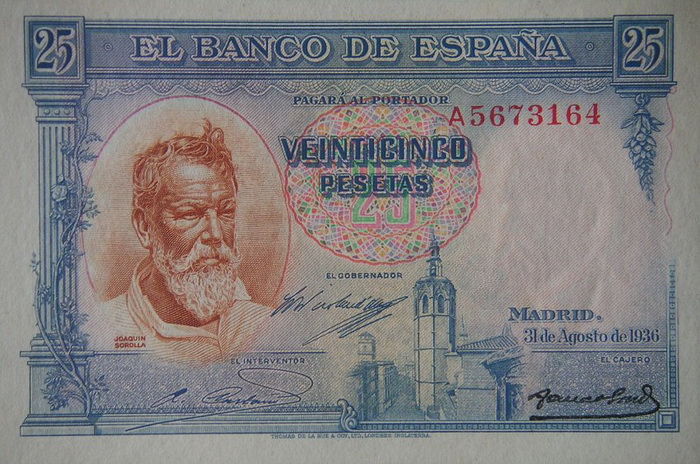 25 EL BANCO DE ESPAÑA 25
PAGARÁ AL PORTADOR
A5673164
VEINTICINCO
PESETAS
25
EL GOBERNADOR
MADRID.
31 de Agosto de 1936
JOAQUIN
SOROLLA
EL INTERVENTOR
EL CAJERO
THOMAS DE LA RUE & COY, LTD, LONDRES INGLATERRA.